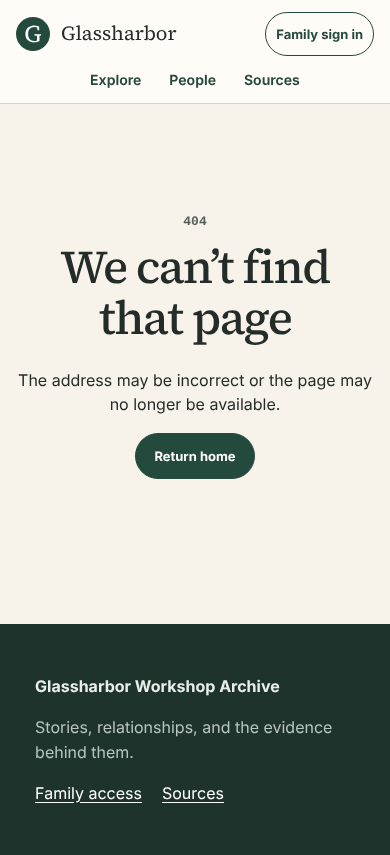 G Glassharbor
Family sign in
Explore People Sources
404
We can’t find
that page
The address may be incorrect or the page may
no longer be available.
Return home
Glassharbor Workshop Archive
Stories, relationships, and the evidence
behind them.
Family access Sources